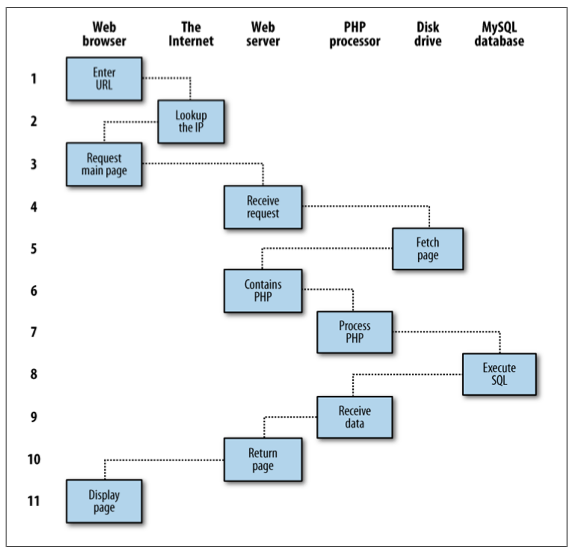 Web browser
The Internet
Web server
PHP processor
Disk drive
MySQL database
1
Enter
URL
2
Lookup
the IP
3
Request
main page
4
Receive
request
5
Fetch
page
6
Contains
PHP
7
Process
PHP
8
Execute
SQL
9
Receive
data
10
Return
page
11
Display
page